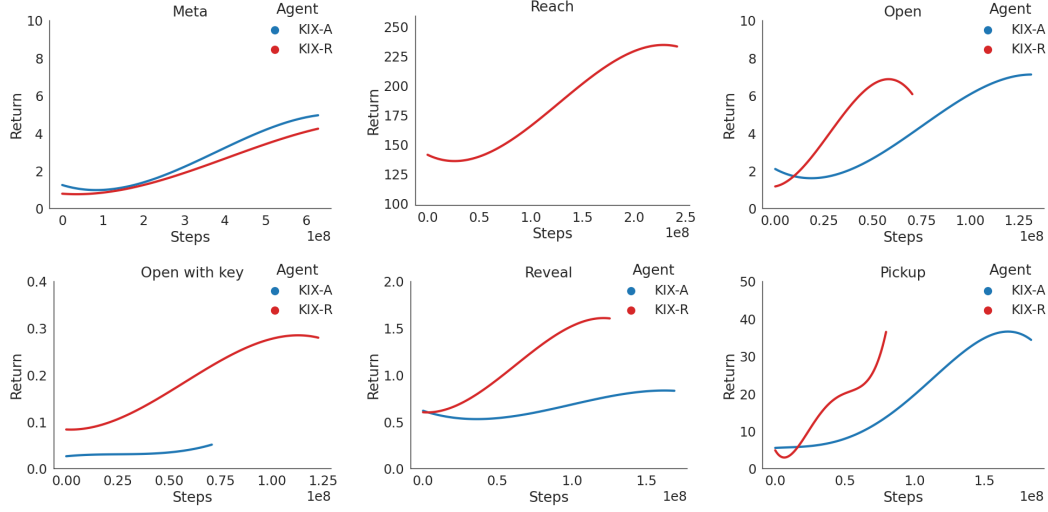 Meta
Agent
KIX-A
KIX-R
Return
10
8
6
4
2
0
0 1 2 3 4 5 6
1e8
Steps
Reach
Return
250
225
200
175
150
125
100
0.0 0.5 1.0 1.5 2.0 2.5
1e8
Steps
Open
Agent
KIX-A
KIX-R
Return
10
8
6
4
2
0
0.00 0.25 0.50 0.75 1.00 1.25
1e8
Steps
Open with key
Agent
KIX-A
KIX-R
Return
0.4
0.3
0.2
0.1
0.0
0.00 0.25 0.50 0.75 1.00 1.25
1e8
Steps
Reveal
Agent
KIX-A
KIX-R
Return
2.0
1.5
1.0
0.5
0.0
0.0 0.5 1.0 1.5
1e8
Steps
Pickup
Agent
KIX-A
KIX-R
Return
50
40
30
20
10
0
0.0 0.5 1.0 1.5
1e8
Steps